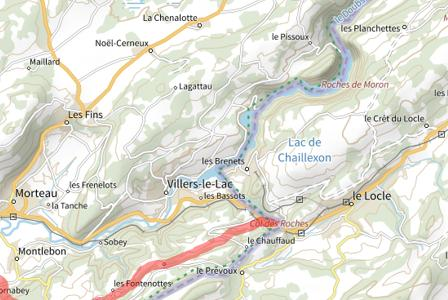 La Chenalotte
le Doubs
les Planchettes
le Pissoux
Noël-Cerneux
Maillard
Lagattau
Roches de Moron
Les Fins
le Crêt du Locle
Lac de
Chaillexon
les Brenets
Villers-le-Lac
les Frenelots
Morteau
la Tanche
les Bassots
le Locle
Col des Roches
le Chauffaud
Sobey
Montlebon
le Prévoux
les Fontenottes